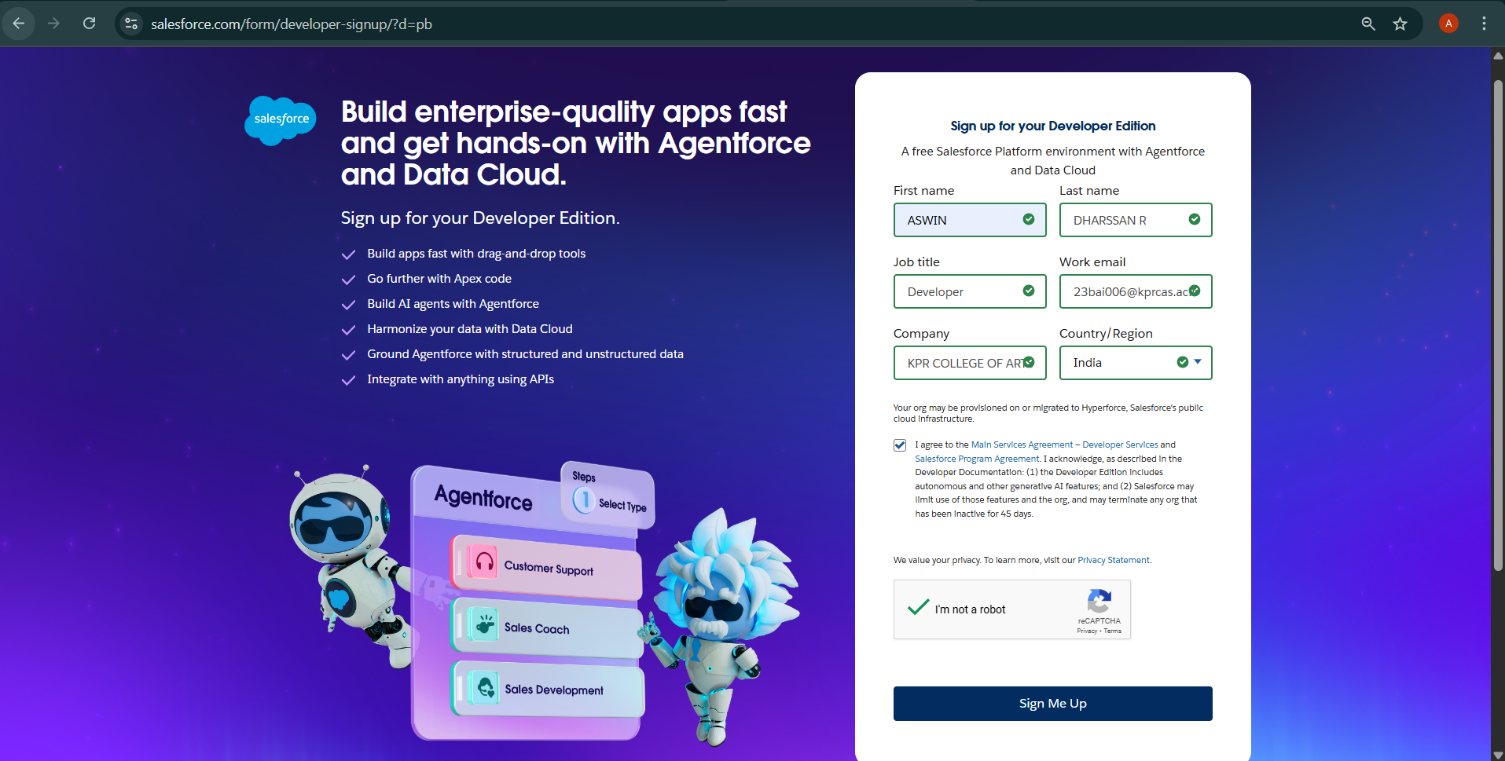 salesforce.com/form/developer-signup/?d=pb
A
salesforce
Build enterprise-quality apps fast
and get hands-on with Agentforce
and Data Cloud.
Sign up for your Developer Edition.
Build apps fast with drag-and-drop tools
Go further with Apex code
Build AI agents with Agentforce
Harmonize your data with Data Cloud
Ground Agentforce with structured and unstructured data
Integrate with anything using APIs
Agentforce
Steps
1 Select Type
Customer Support
Sales Coach
Sales Development
Sign up for your Developer Edition
A free Salesforce Platform environment with Agentforce
and Data Cloud
First name Last name
ASWIN DHARSSAN R
Job title Work email
Developer 23bai006@kprcas.ac
Company Country/Region
KPR COLLEGE OF ART India
Your org may be provisioned on or migrated to Hyperforce, Salesforce's public
cloud infrastructure.
I agree to the Main Services Agreement – Developer Services and
Salesforce Program Agreement. I acknowledge, as described in the
Developer Documentation: (1) the Developer Edition includes
autonomous and other generative AI features; and (2) Salesforce may
limit use of those features and the org, and may terminate any org that
has been inactive for 45 days.
We value your privacy. To learn more, visit our Privacy Statement.
I'm not a robot
reCAPTCHA
Privacy - Terms
Sign Me Up